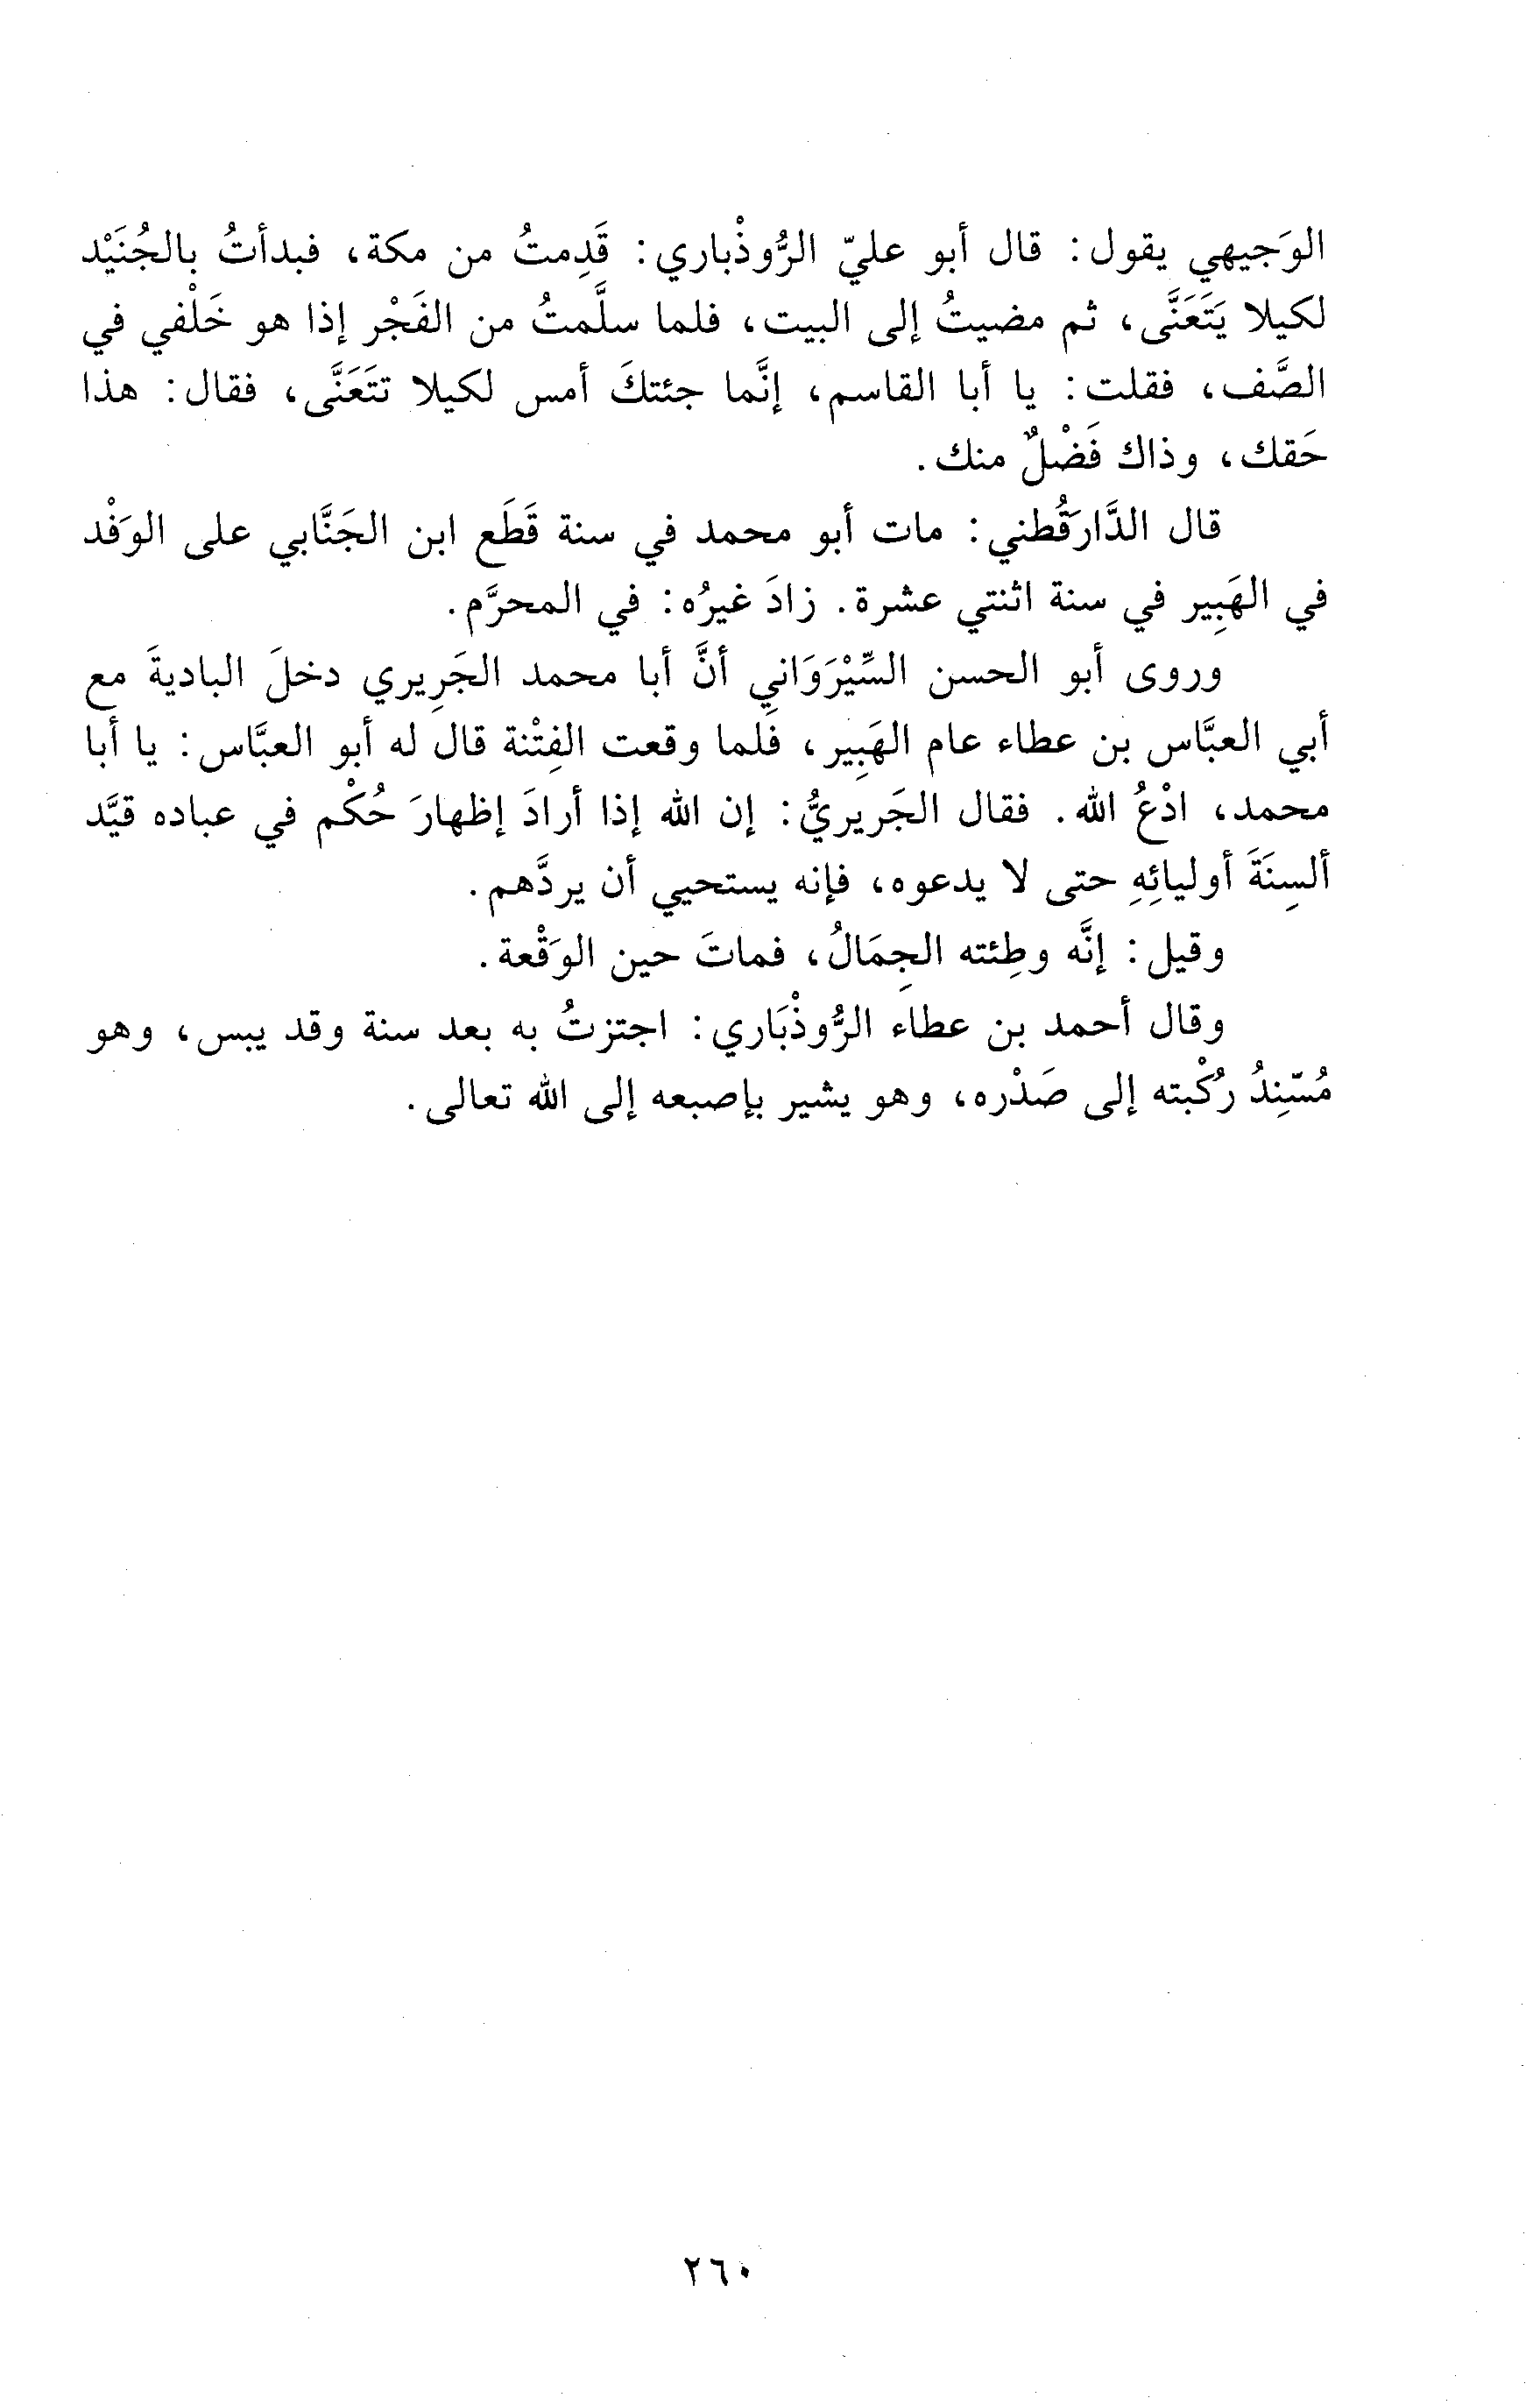 الوَجيهي يقول: قال أبو عليّ الرُّوذْباري: قَدِمتُ من مكة، فبدأتُ بالجُنَيْد
لكيلا يَتَعَنَّى، ثم مضيتُ إلى البيت، فلما سلَّمتُ من الفَجْر إذا هو خَلْفي في
الصَّف، فقلت: يا أبا القاسم، إنَّما جئتكَ أمس لكيلا تتَعَنَّى، فقال: هذا
حَقك، وذاك فَضْلٌ منك.
قال الدَّارَقُطني: مات أبو محمد في سنة قَطَع ابن الجَنَّابي على الوَفْد
في الهَبِير في سنة اثنتي عشرة. زادَ غيرُه: في المحرَّم.
وروى أبو الحسن السِّيْرَوَاني أنَّ أبا محمد الجَرِيري دخلَ الباديةَ مع
أبي العبَّاس بن عطاء عام الهَبِير، فلما وقعت الفِتْنة قال له أبو العبَّاس: يا أبا
محمد، ادْعُ الله. فقال الجَريريُّ: إن الله إذا أرادَ إظهارَ حُكْم في عباده قيَّد
ألسِنَةَ أوليائِهِ حتى لا يدعوه، فإنه يستحيي أن يردَّهم.
وقيل: إنَّه وطِئته الجِمَالُ، فماتَ حين الوَقْعة.
وقال أحمد بن عطاء الرُّوذْبَاري: اجتزتُ به بعد سنة وقد يبس، وهو
مُسْنِدُ رُكْبته إلى صَدْره، وهو يشير بإصبعه إلى الله تعالى.
٢٦٠